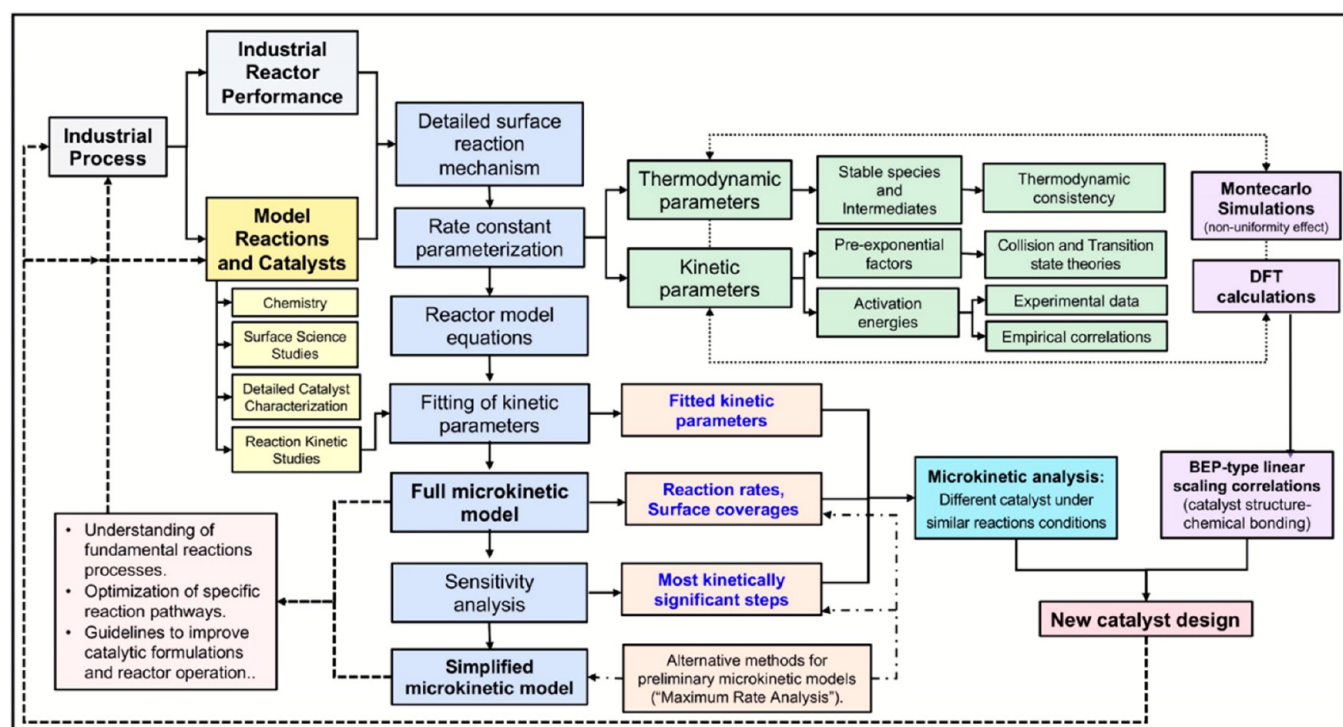 Industrial
Reactor
Performance
Industrial
Process
Model
Reactions
and Catalysts
Chemistry
Surface Science
Studies
Detailed Catalyst
Characterization
Reaction Kinetic
Studies
Detailed surface
reaction
mechanism
Rate constant
parameterization
Reactor model
equations
Fitting of kinetic
parameters
Full microkinetic
model
Sensitivity
analysis
Simplified
microkinetic model
Thermodynamic
parameters
Kinetic
parameters
Stable species
and
Intermediates
Thermodynamic
consistency
Pre-exponential
factors
Collision and Transition
state theories
Activation
energies
Experimental data
Empirical correlations
Montecarlo
Simulations
(non-uniformity effect)
DFT
calculations
Fitted kinetic
parameters
Reaction rates,
Surface coverages
Most kinetically
significant steps
Alternative methods for
preliminary microkinetic models
("Maximum Rate Analysis").
Microkinetic analysis:
Different catalyst under
similar reactions conditions
BEP-type linear
scaling correlations
(catalyst structure-
chemical bonding)
New catalyst design
• Understanding of
fundamental reactions
processes.
• Optimization of specific
reaction pathways.
• Guidelines to improve
catalytic formulations
and reactor operation..